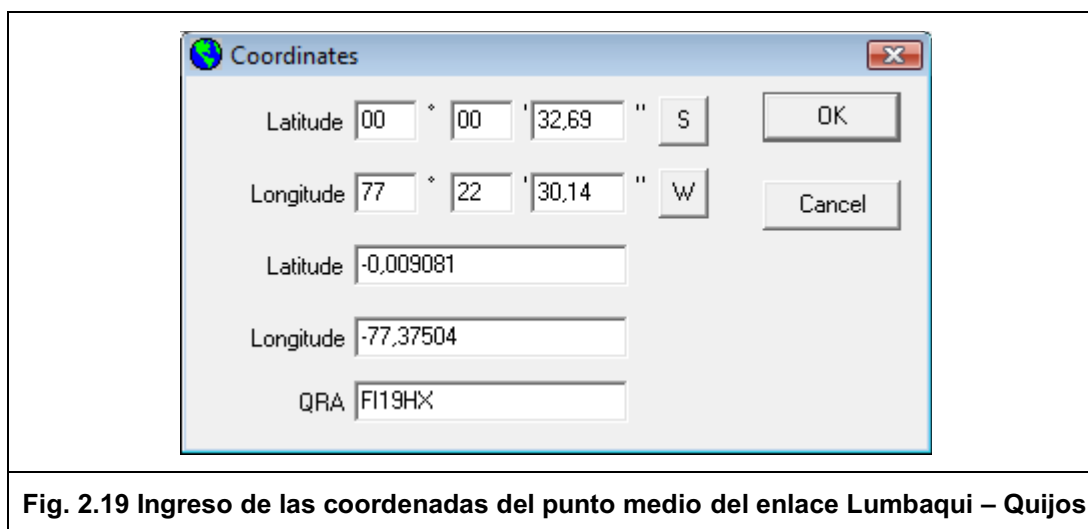 Coordinates
Latitude 00 ° 00 ' 32,69 " S OK
Longitude 77 ° 22 ' 30,14 " W Cancel
Latitude -0,009081
Longitude -77,37504
QRA FI19HX
Fig. 2.19 Ingreso de las coordenadas del punto medio del enlace Lumbaqui – Quijos